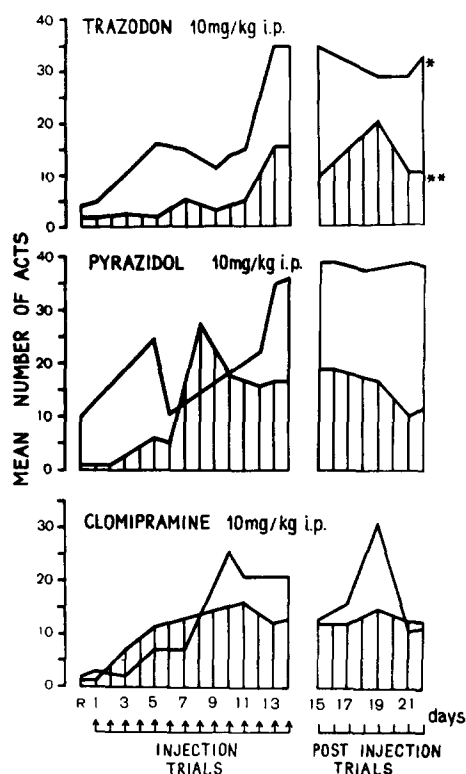 TRAZODON 10mg/kg i.p.
40
30
20
10
0
*
**
PYRAZIDOL 10mg/kg i.p.
40
30
20
10
0
MEAN NUMBER OF ACTS
CLOMIPRAMINE 10mg/kg i.p.
30
20
10
0
R 1 3 5 7 9 11 13 15 17 19 21 days
INJECTION TRIALS
POST INJECTION TRIALS